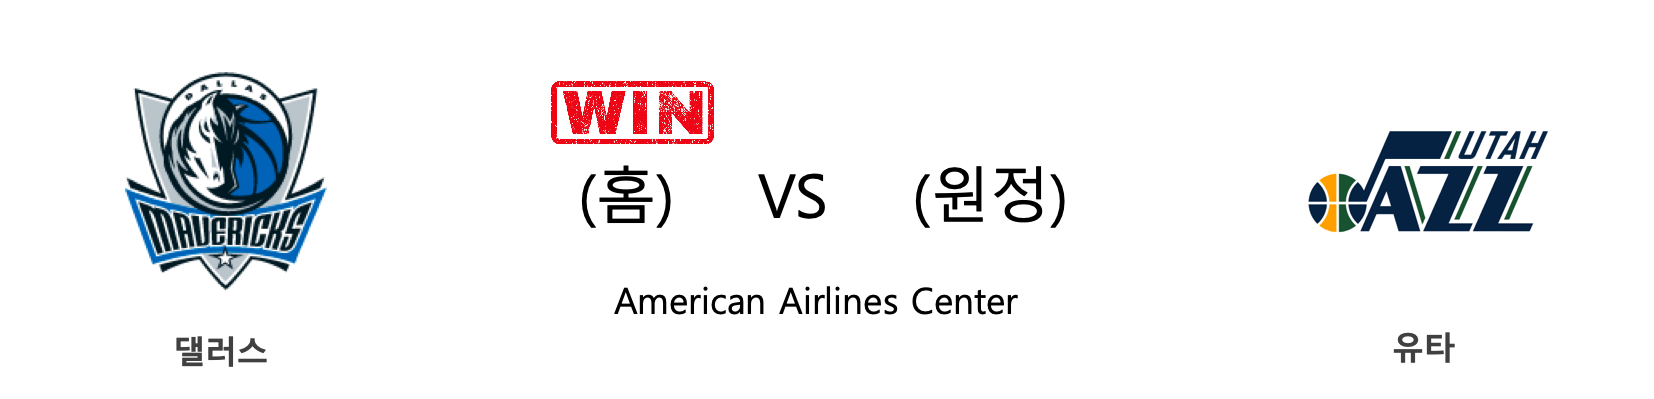 DALLAS
MAVERICKS
댈러스
WIN
(홈) VS (원정)
American Airlines Center
UTAH
JAZZ
유타